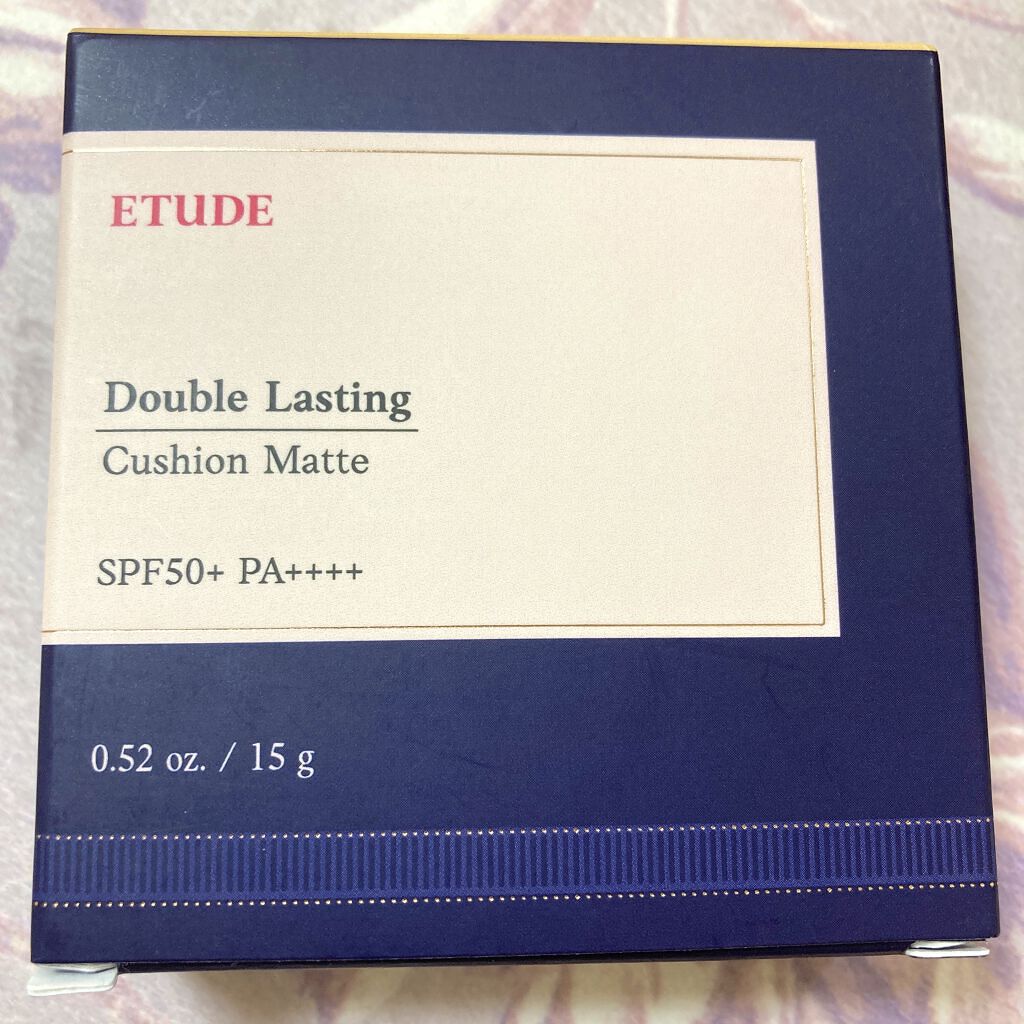 ETUDE
Double Lasting
Cushion Matte
SPF50+ PA++++
0.52 oz. / 15 g